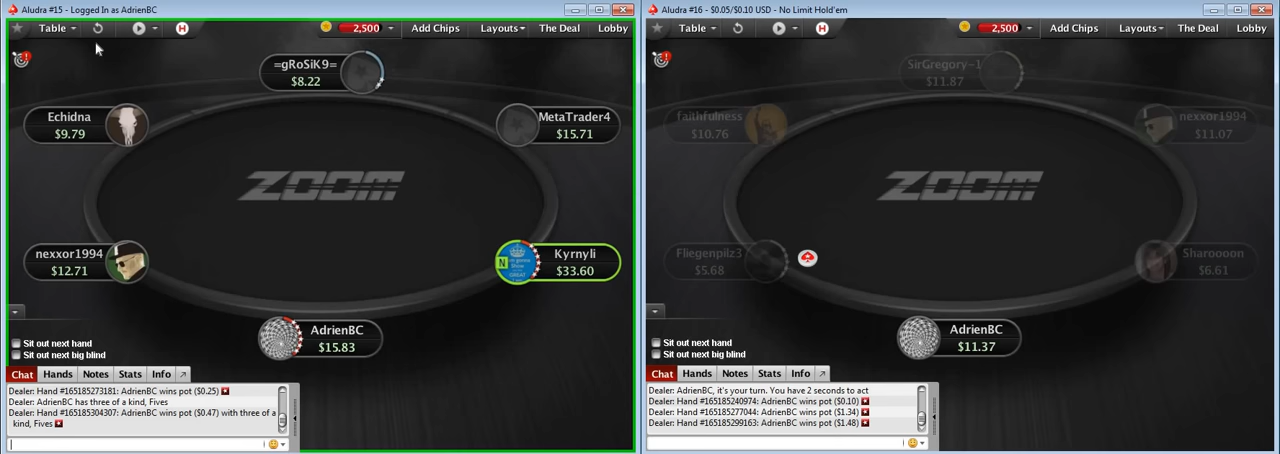 Aludra #15 - Logged In as AdrienBC
Table
H
2,500
Add Chips
Layouts
The Deal
Lobby
=gRoSiK9=
$8.22
Echidna
$9.79
MetaTrader4
$15.71
ZOOM
nexxor1994
$12.71
N
GREAT
Kyrnyli
$33.60
AdrienBC
$15.83
Sit out next hand
Sit out next big blind
Chat Hands Notes Stats Info
Dealer: Hand #165185273181: AdrienBC wins pot ($0.25)
Dealer: AdrienBC has three of a kind, Fives
Dealer: Hand #165185304307: AdrienBC wins pot ($0.47) with three of a
kind, Fives
Aludra #16 - $0.05/$0.10 USD - No Limit Hold'em
Table
H
2,500
Add Chips
Layouts
The Deal
Lobby
SirGregory-1
$11.87
faithfulness
$10.76
nexxor1994
$11.07
ZOOM
Fliegenpilz3
$5.68
Sharoooon
$6.61
AdrienBC
$11.37
Sit out next hand
Sit out next big blind
Chat Hands Notes Stats Info
Dealer: AdrienBC, it's your turn. You have 2 seconds to act
Dealer: Hand #165185240974: AdrienBC wins pot ($0.10)
Dealer: Hand #165185277044: AdrienBC wins pot ($1.34)
Dealer: Hand #165185299163: AdrienBC wins pot ($1.48)